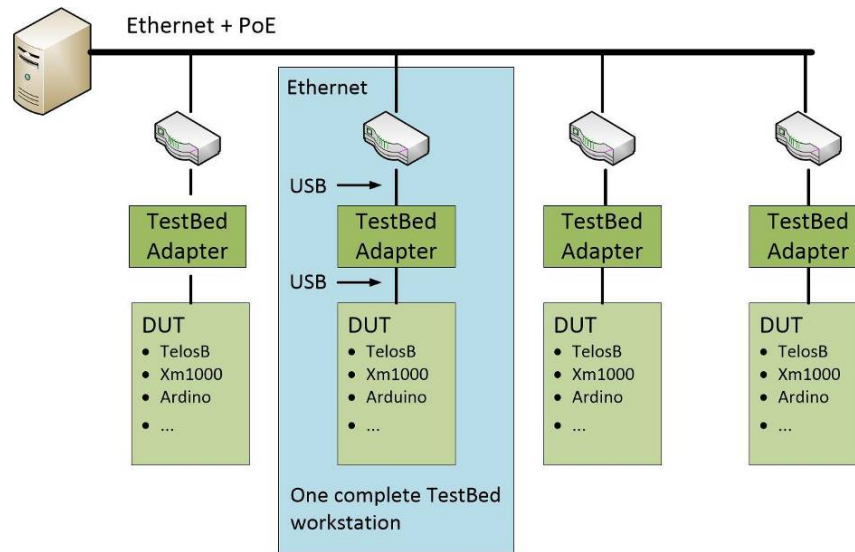 Ethernet + PoE
Ethernet
USB
TestBed
Adapter
TestBed
Adapter
TestBed
Adapter
TestBed
Adapter
USB
DUT
• TelosB
• Xm1000
• Ardino
• ...
DUT
• TelosB
• Xm1000
• Arduino
• ...
DUT
• TelosB
• Xm1000
• Ardino
• ...
DUT
• TelosB
• Xm1000
• Ardino
• ...
One complete TestBed
workstation